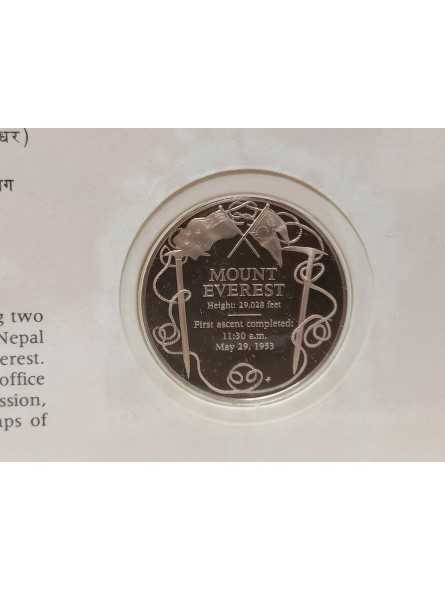 धर)
ाग
MOUNT
EVEREST
Height: 29,028 feet
First ascent completed:
11:30 a.m.
May 29, 1953
two
Nepal
erest.
office
ssion,
ps of